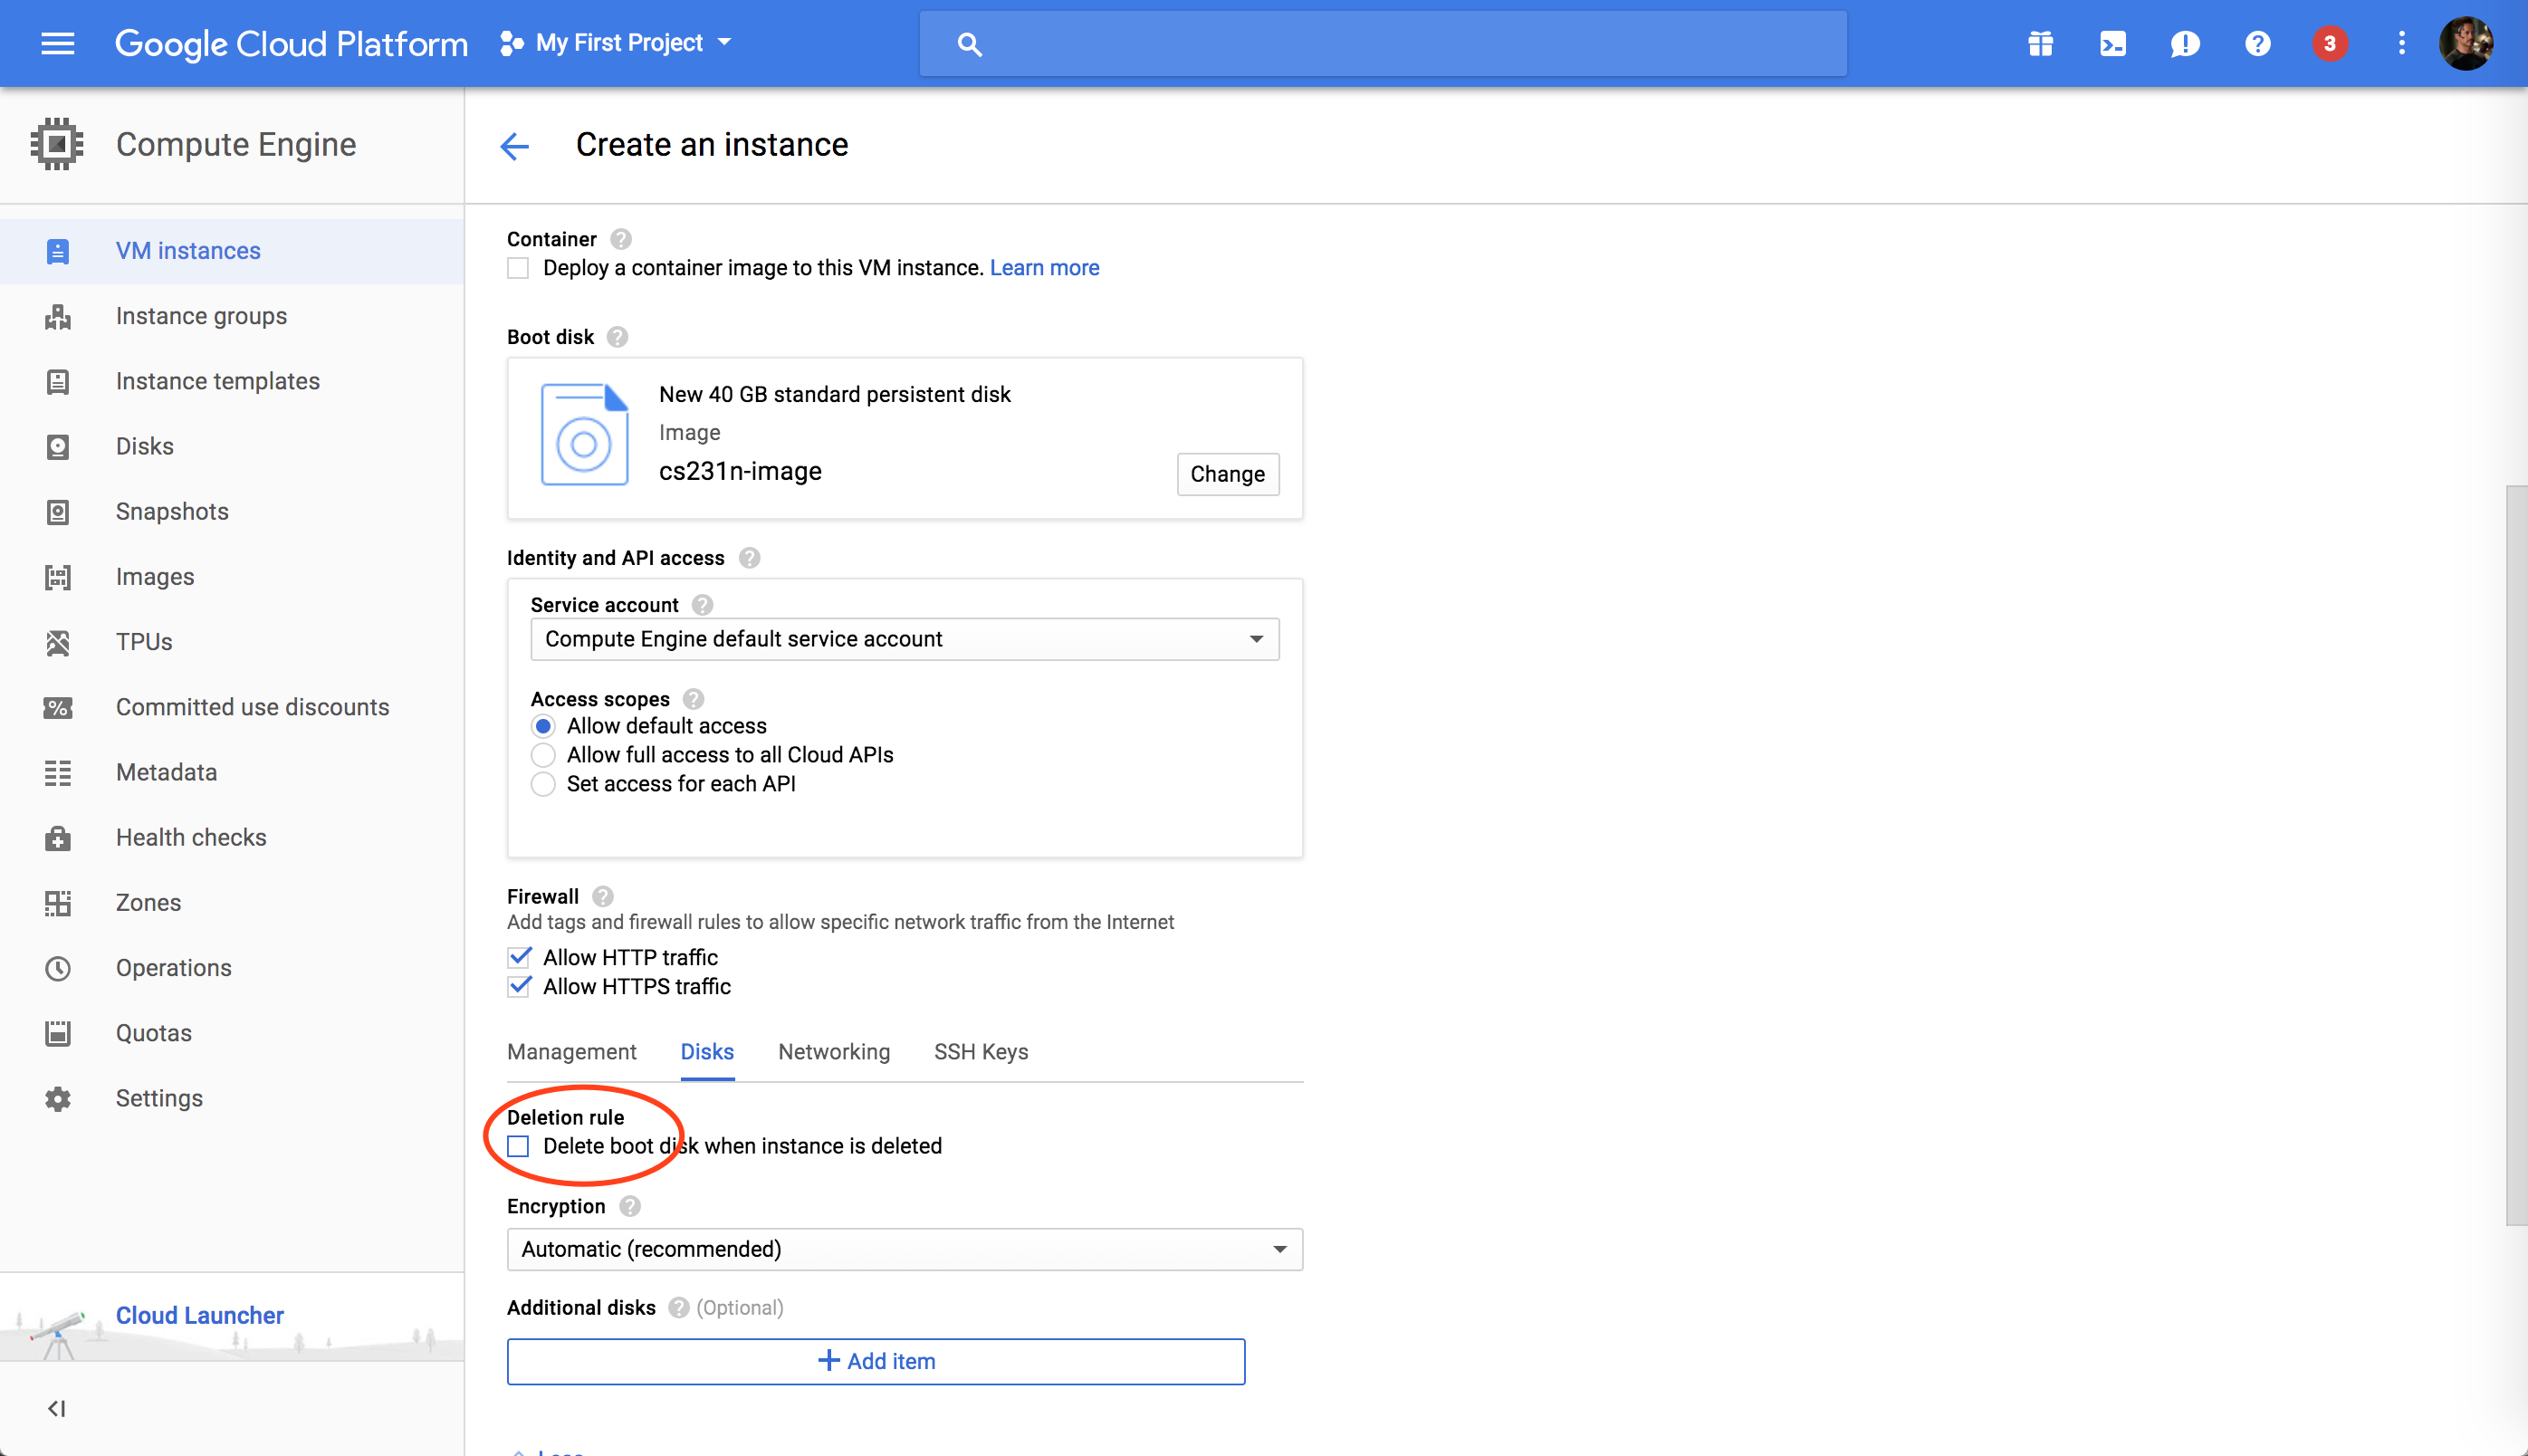 Google Cloud Platform
My First Project
3
Compute Engine
Create an instance
VM instances
Instance groups
Instance templates
Disks
Snapshots
Images
TPUs
Committed use discounts
Metadata
Health checks
Zones
Operations
Quotas
Settings
Cloud Launcher
Container
Deploy a container image to this VM instance. Learn more
Boot disk
New 40 GB standard persistent disk
Image
cs231n-image
Change
Identity and API access
Service account
Compute Engine default service account
Access scopes
Allow default access
Allow full access to all Cloud APIs
Set access for each API
Firewall
Add tags and firewall rules to allow specific network traffic from the Internet
Allow HTTP traffic
Allow HTTPS traffic
Management Disks Networking SSH Keys
Deletion rule
Delete boot disk when instance is deleted
Encryption
Automatic (recommended)
Additional disks (Optional)
+ Add item